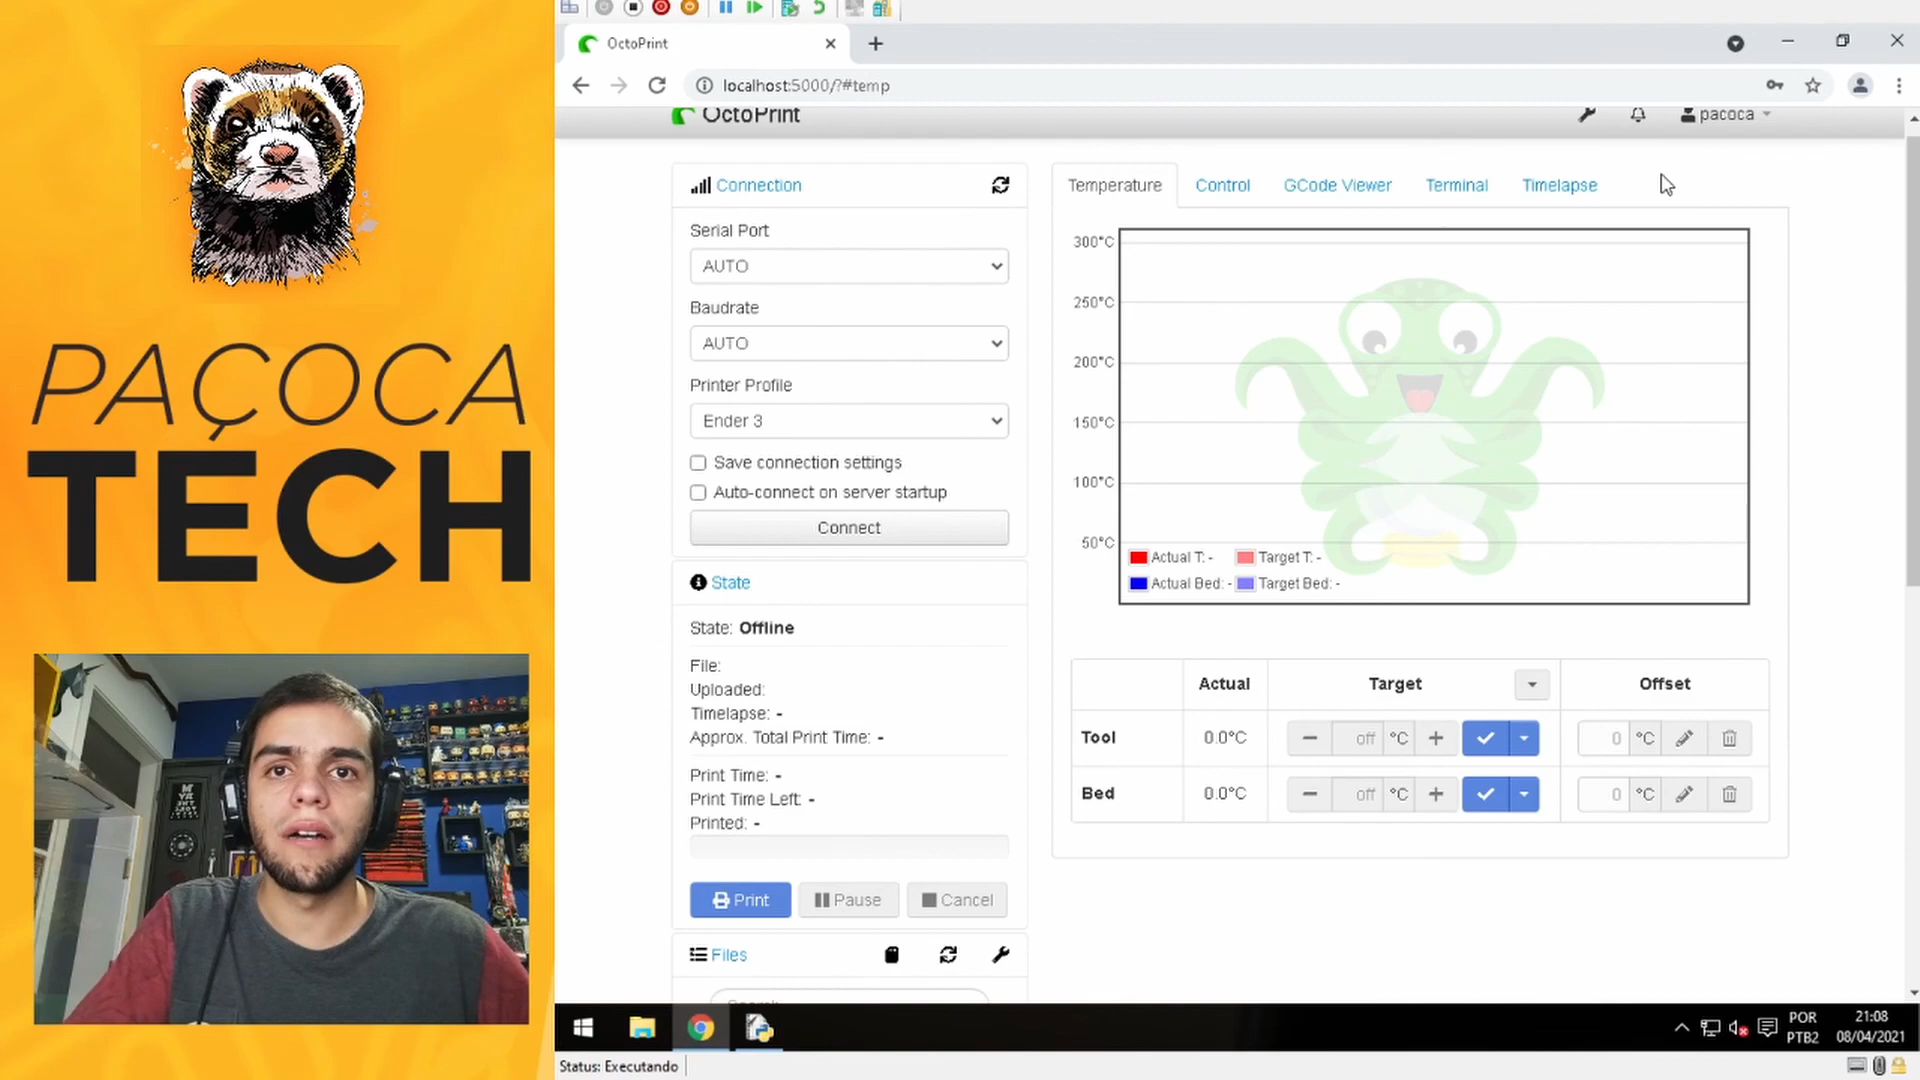 PAÇOCA
TECH
OctoPrint
localhost:5000/?#temp
OctoPrint
pacoca
Connection
Serial Port
AUTO
Baudrate
AUTO
Printer Profile
Ender 3
Save connection settings
Auto-connect on server startup
Connect
State
State: Offline
File:
Uploaded:
Timelapse: -
Approx. Total Print Time: -
Print Time: -
Print Time Left: -
Printed: -
Print Pause Cancel
Files
Temperature Control GCode Viewer Terminal Timelapse
300°C
250°C
200°C
150°C
100°C
50°C
Actual T: - Target T: -
Actual Bed: - Target Bed: -
Actual Target Offset
Tool 0.0°C off °C 0 °C
Bed 0.0°C off °C 0 °C
POR
PTB2
21:08
08/04/2021
Status: Executando